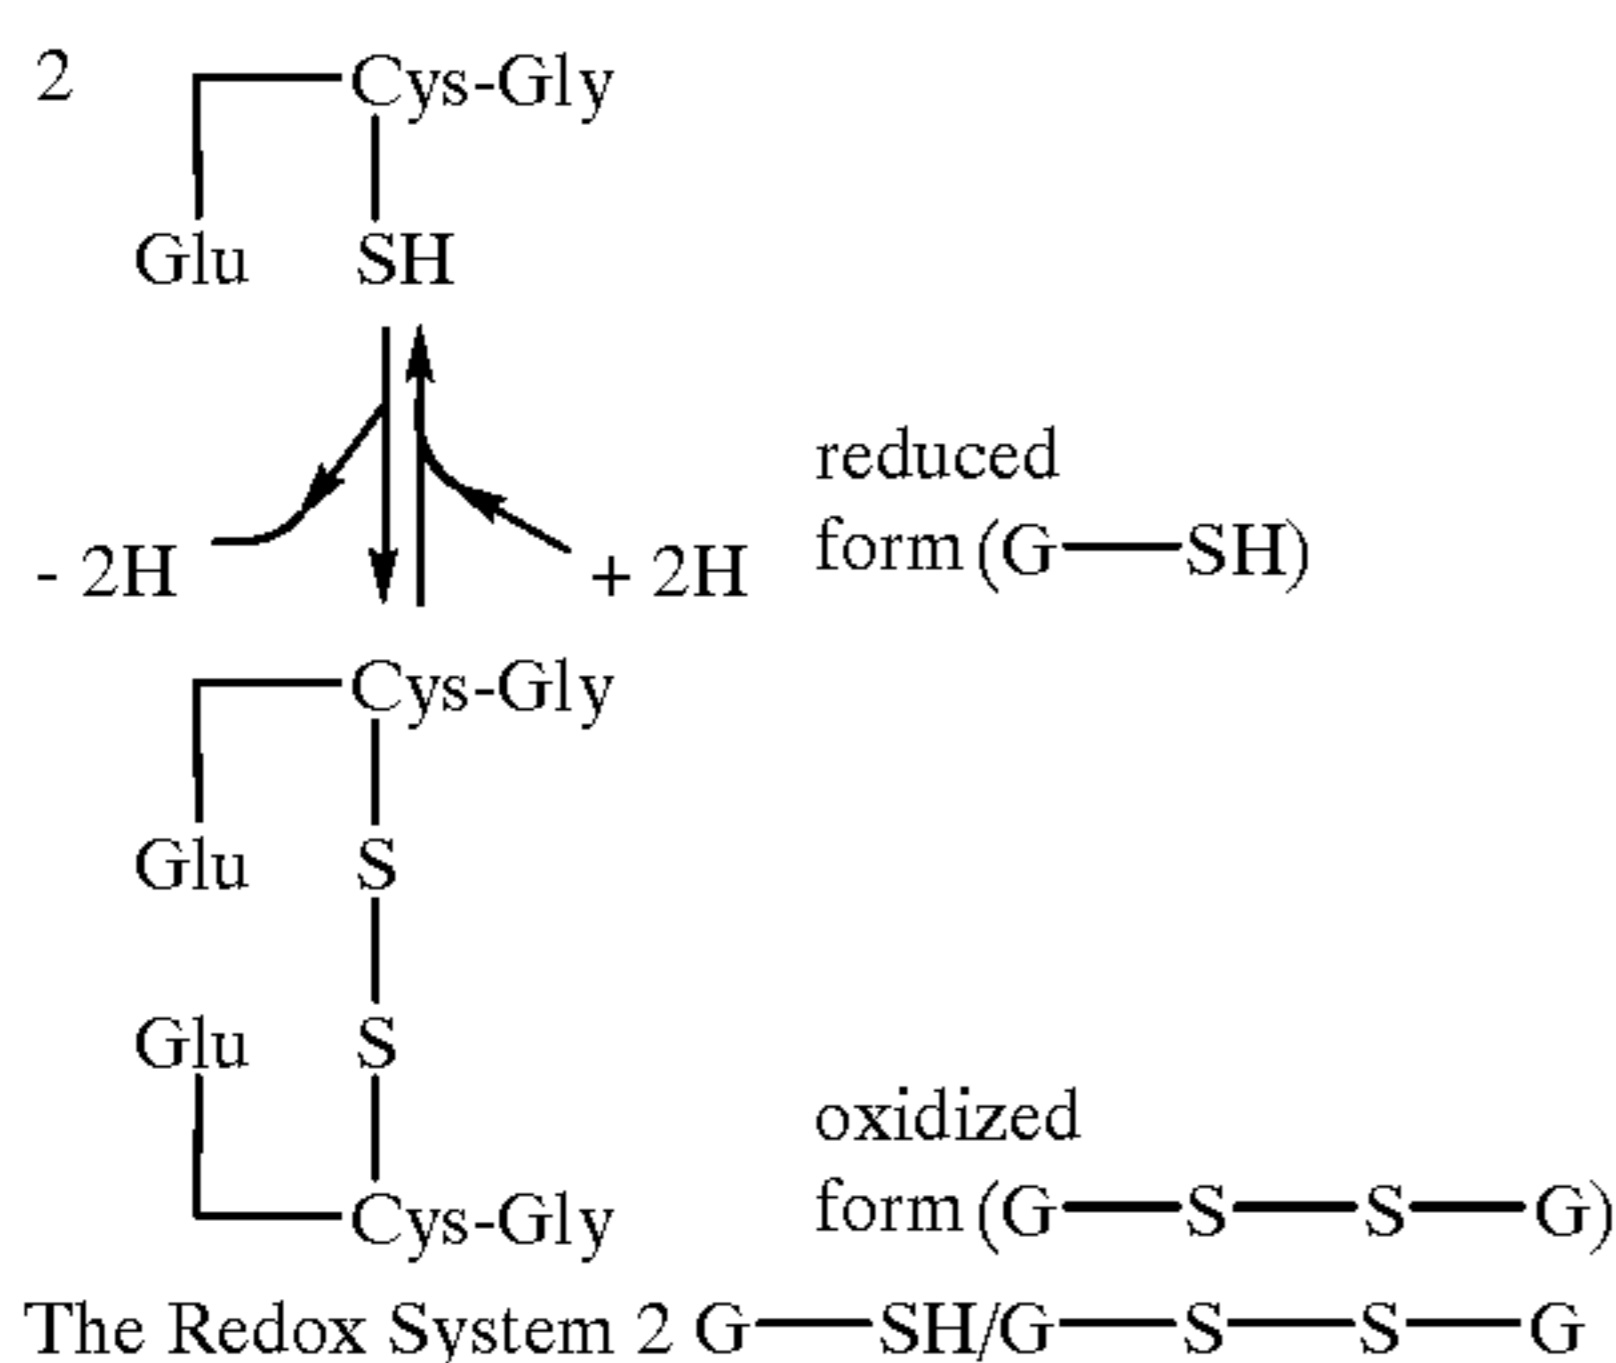 2 Cys-Gly
Glu SH
reduced
- 2H + 2H form (G—SH)
Cys-Gly
Glu S
Glu S
oxidized
Cys-Gly form (G—S—S—G)
The Redox System 2 G—SH/G—S—S—G